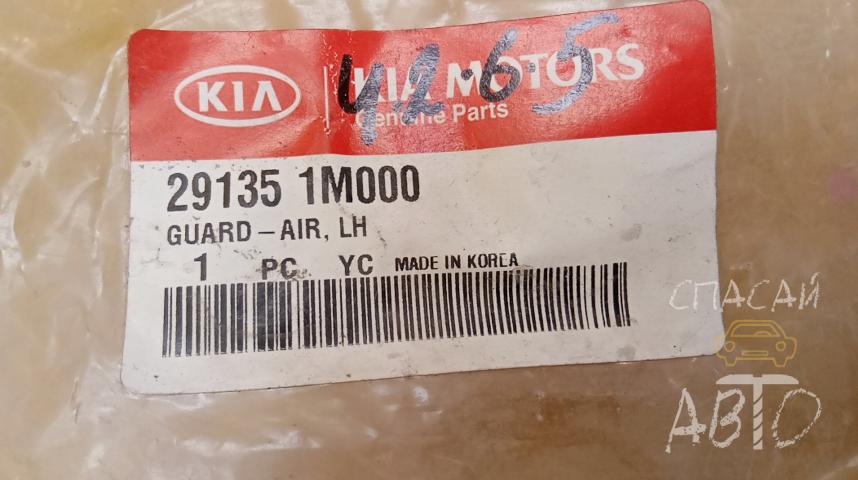 42.65
KIA
KIA MOTORS
Genuine Parts
29135 1M000
GUARD-AIR, LH
1 PC YC MADE IN KOREA
СПАСАЙ
АВТО